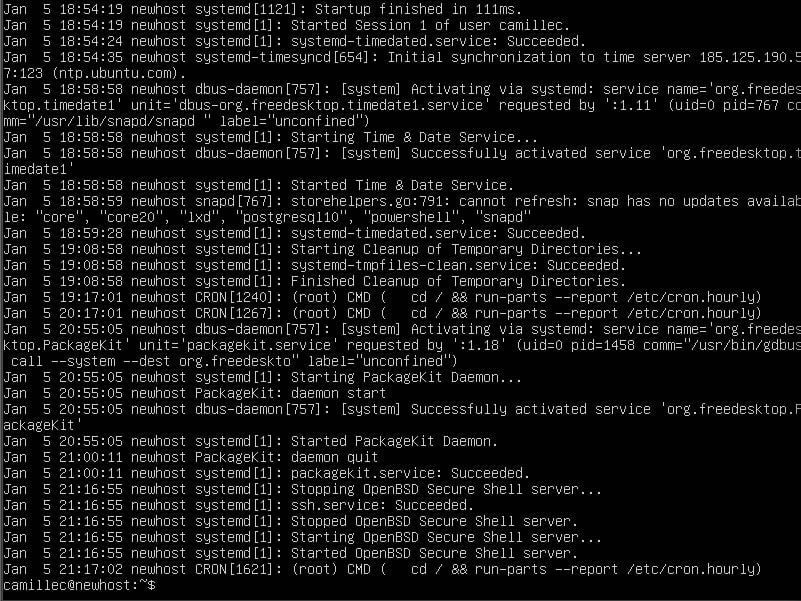 Jan  5 18:54:19 newhost systemd[1121]: Startup finished in 111ms.
Jan  5 18:54:19 newhost systemd[1]: Started Session 1 of user camillec.
Jan  5 18:54:24 newhost systemd[1]: systemd-timedated.service: Succeeded.
Jan  5 18:54:35 newhost systemd-timesyncd[654]: Initial synchronization to time server 185.125.190.5
7:123 (ntp.ubuntu.com).
Jan  5 18:58:58 newhost dbus-daemon[757]: [system] Activating via systemd: service name='org.freedes
ktop.timedate1' unit='dbus-org.freedesktop.timedate1.service' requested by ':1.11' (uid=0 pid=767 co
mm="/usr/lib/snapd/snapd " label="unconfined")
Jan  5 18:58:58 newhost systemd[1]: Starting Time & Date Service...
Jan  5 18:58:58 newhost dbus-daemon[757]: [system] Successfully activated service 'org.freedesktop.t
imedate1'
Jan  5 18:58:58 newhost systemd[1]: Started Time & Date Service.
Jan  5 18:58:59 newhost snapd[767]: storehelpers.go:791: cannot refresh: snap has no updates availab
le: "core", "core20", "lxd", "postgresql10", "powershell", "snapd"
Jan  5 18:59:28 newhost systemd[1]: systemd-timedated.service: Succeeded.
Jan  5 19:08:58 newhost systemd[1]: Starting Cleanup of Temporary Directories...
Jan  5 19:08:58 newhost systemd[1]: systemd-tmpfiles-clean.service: Succeeded.
Jan  5 19:08:58 newhost systemd[1]: Finished Cleanup of Temporary Directories.
Jan  5 19:17:01 newhost CRON[1240]: (root) CMD (   cd / && run-parts --report /etc/cron.hourly)
Jan  5 20:17:01 newhost CRON[1267]: (root) CMD (   cd / && run-parts --report /etc/cron.hourly)
Jan  5 20:55:05 newhost dbus-daemon[757]: [system] Activating via systemd: service name='org.freedes
ktop.PackageKit' unit='packagekit.service' requested by ':1.18' (uid=0 pid=1458 comm="/usr/bin/gdbus
 call --system --dest org.freedeskto" label="unconfined")
Jan  5 20:55:05 newhost systemd[1]: Starting PackageKit Daemon...
Jan  5 20:55:05 newhost PackageKit: daemon start
Jan  5 20:55:05 newhost dbus-daemon[757]: [system] Successfully activated service 'org.freedesktop.P
ackageKit'
Jan  5 20:55:05 newhost systemd[1]: Started PackageKit Daemon.
Jan  5 21:00:11 newhost PackageKit: daemon quit
Jan  5 21:00:11 newhost systemd[1]: packagekit.service: Succeeded.
Jan  5 21:16:55 newhost systemd[1]: Stopping OpenBSD Secure Shell server...
Jan  5 21:16:55 newhost systemd[1]: ssh.service: Succeeded.
Jan  5 21:16:55 newhost systemd[1]: Stopped OpenBSD Secure Shell server.
Jan  5 21:16:55 newhost systemd[1]: Starting OpenBSD Secure Shell server...
Jan  5 21:16:55 newhost systemd[1]: Started OpenBSD Secure Shell server.
Jan  5 21:17:02 newhost CRON[1621]: (root) CMD (   cd / && run-parts --report /etc/cron.hourly)
camillec@newhost:~$